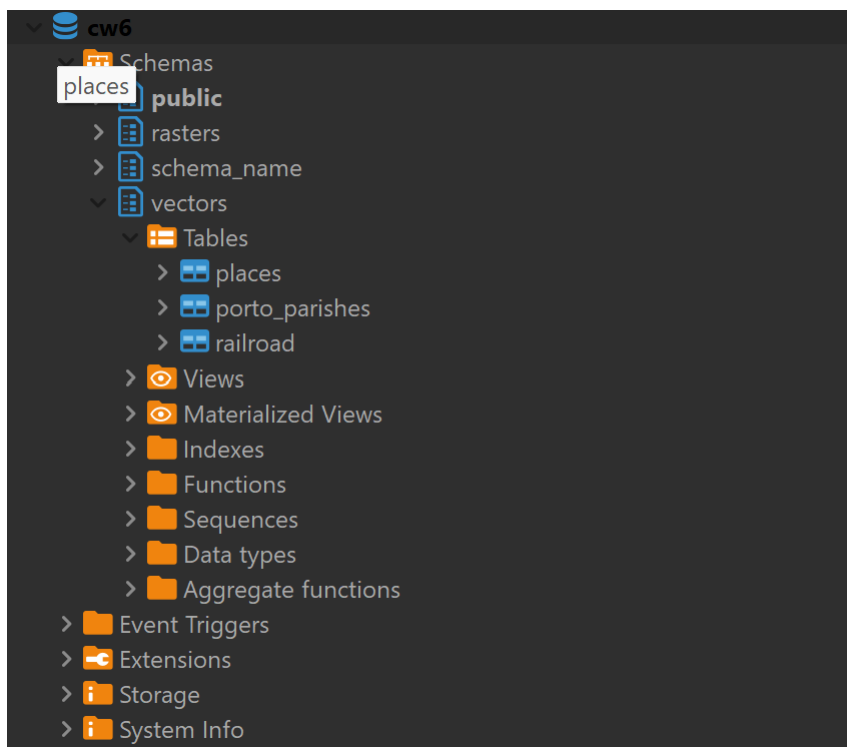 cw6
Schemas
places
public
rasters
schema_name
vectors
Tables
places
porto_parishes
railroad
Views
Materialized Views
Indexes
Functions
Sequences
Data types
Aggregate functions
Event Triggers
Extensions
Storage
System Info